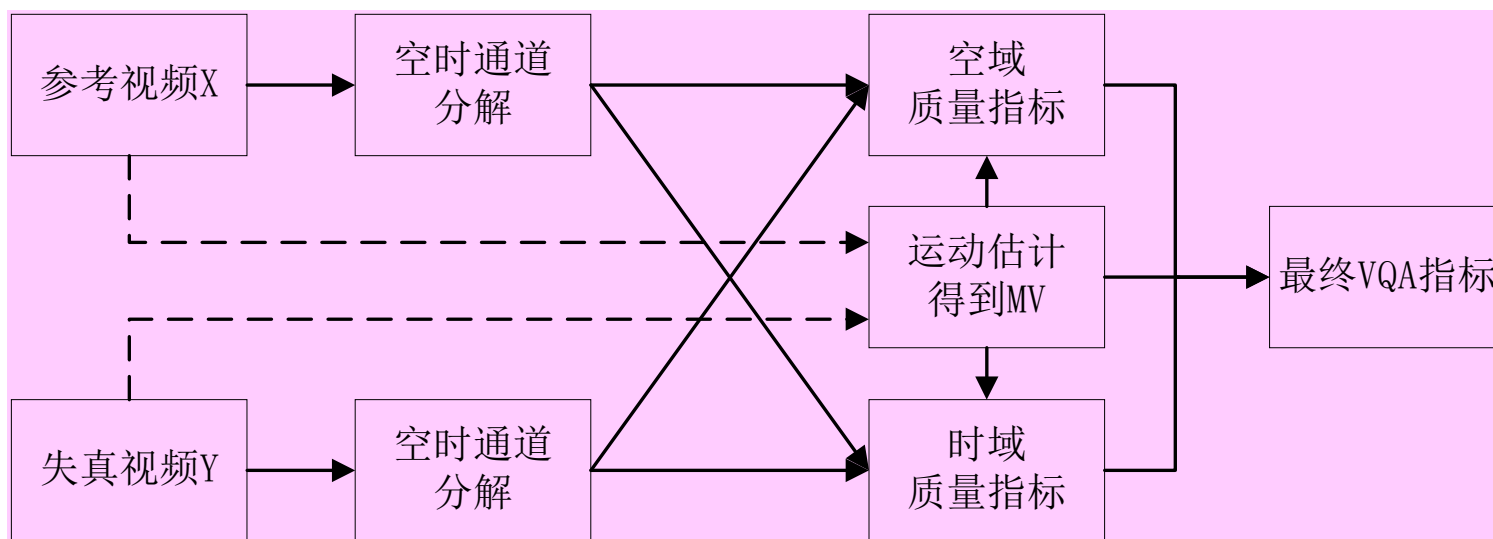 参考视频X
空时通道
分解
空域
质量指标
运动估计
得到MV
最终VQA指标
失真视频Y
空时通道
分解
时域
质量指标